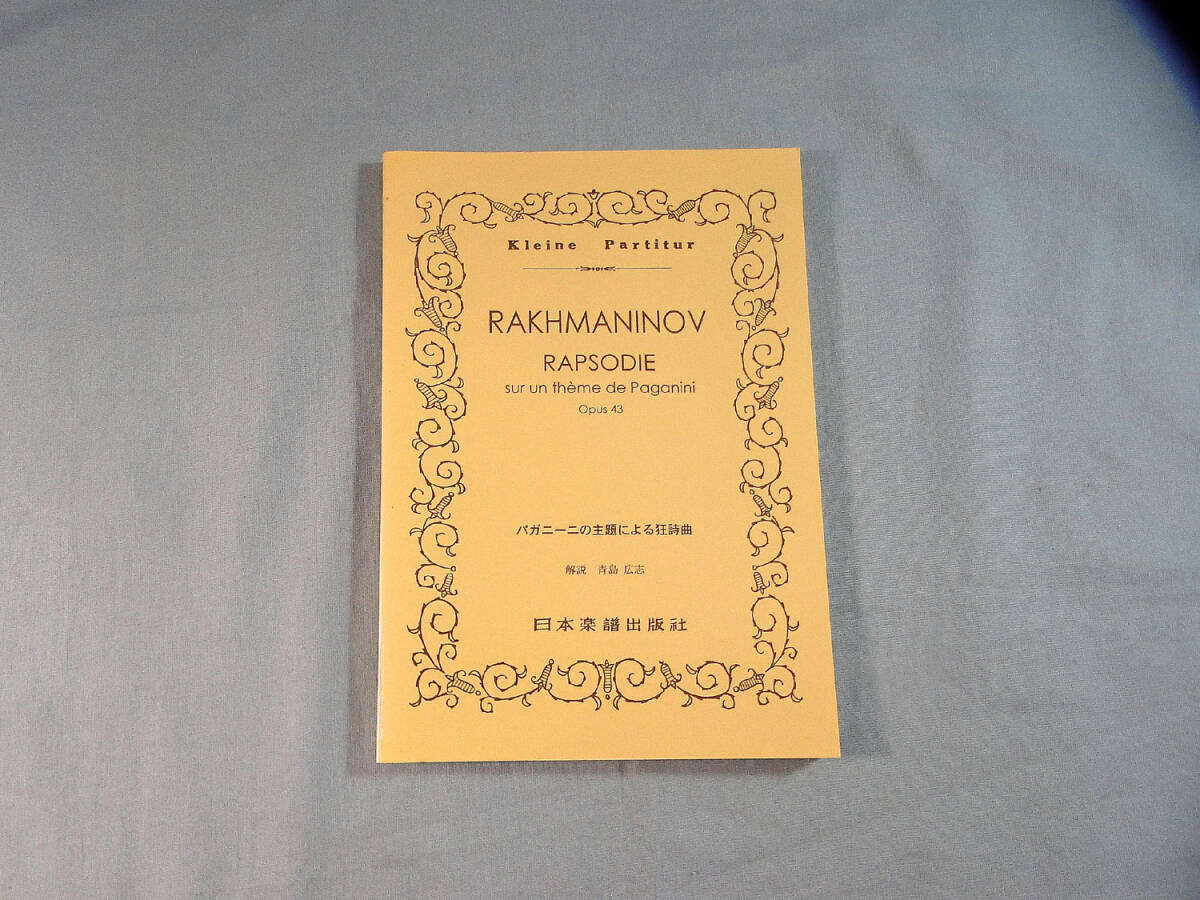 Kleine Partitur
RAKHMANINOV
RAPSODIE
sur un thème de Paganini
Opus 43
パガニーニの主題による狂詩曲
解説 青島 広志
日本楽譜出版社